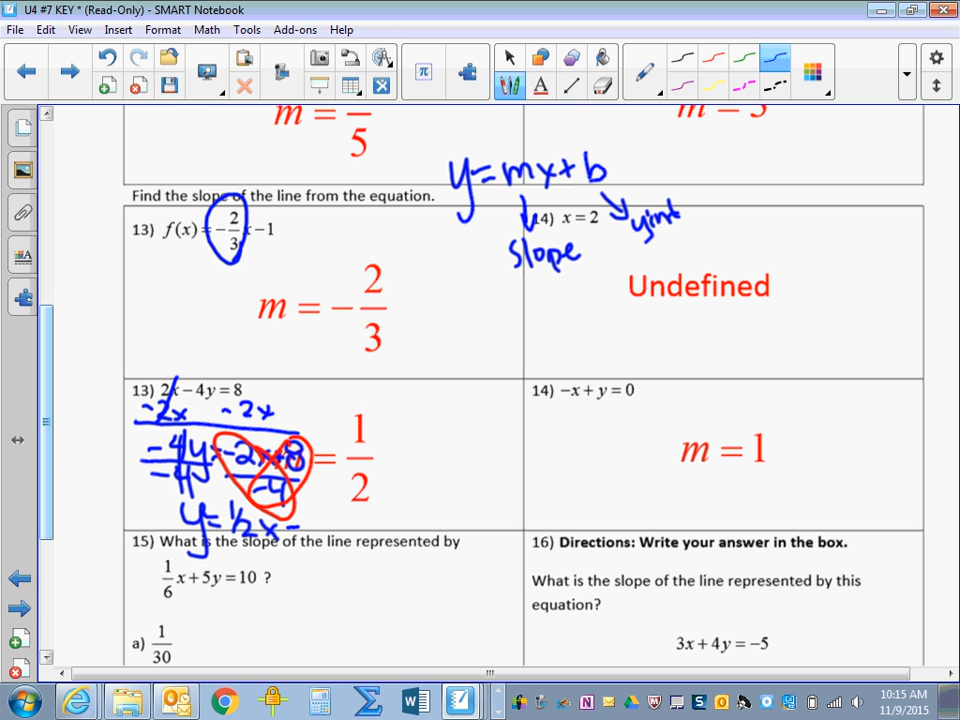 U4 #7 KEY * (Read-Only) - SMART Notebook
File Edit View Insert Format Math Tools Add-ons Help
m = — 5
m = 5
y = mx + b
Find the slope of the line from the equation.
13) f(x) = -2/3 x - 1
slope
yint
m = -2/3
14) x = 2
Undefined
13) 2x - 4y = 8
-2x -2x
-4y = -2x + 8
-4 -4
y = 1/2x -
= 1/2
14) -x + y = 0
m = 1
15) What is the slope of the line represented by
1/6 x + 5y = 10 ?
a) 1/30
16) Directions: Write your answer in the box.
What is the slope of the line represented by this
equation?
3x + 4y = -5
10:15 AM
11/9/2015